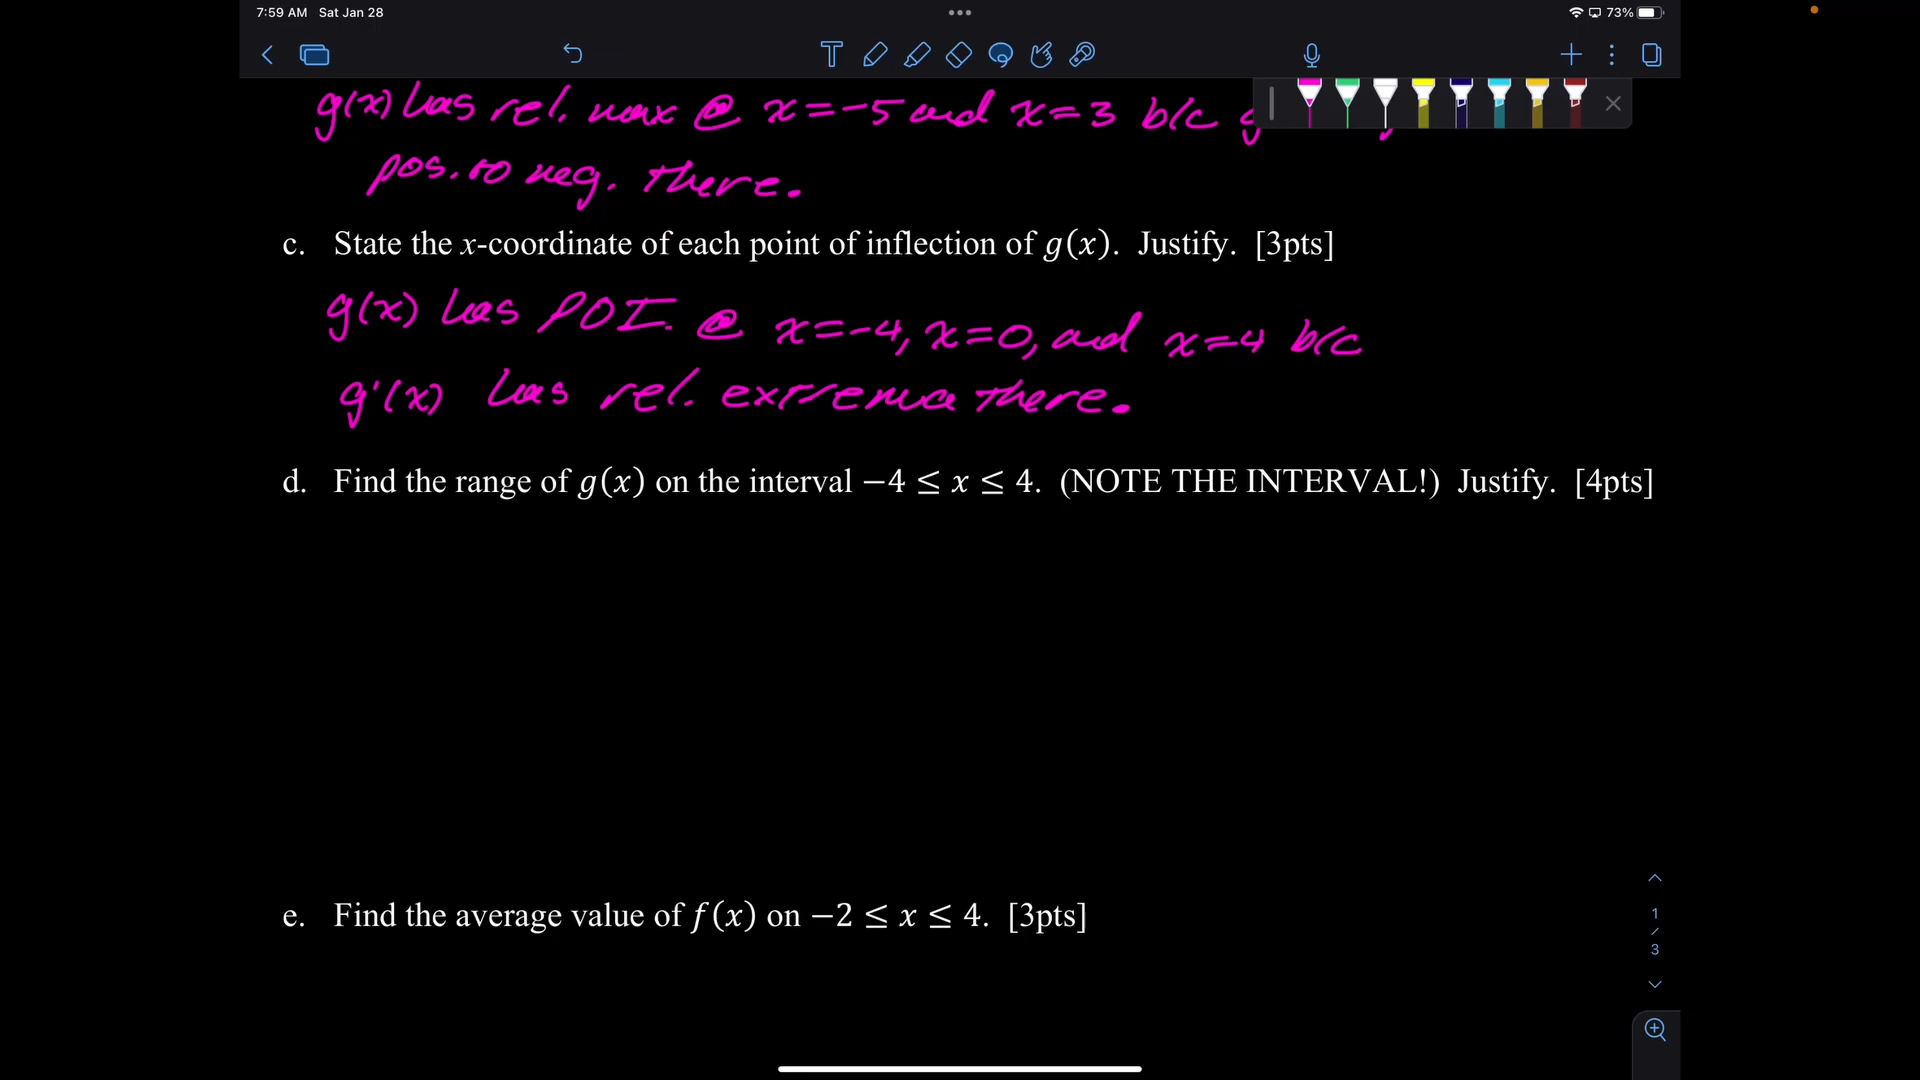 7:59 AM Sat Jan 28
73%
g(x) has rel. max @ x=-5 and x=3 b/c
pos. to neg. there.
c. State the x-coordinate of each point of inflection of g(x). Justify. [3pts]
g(x) has POI. @ x=-4, x=0, and x=4 b/c
g'(x) has rel. extrema there.
d. Find the range of g(x) on the interval −4 ≤ x ≤ 4. (NOTE THE INTERVAL!) Justify. [4pts]
e. Find the average value of f(x) on −2 ≤ x ≤ 4. [3pts]
1
/
3